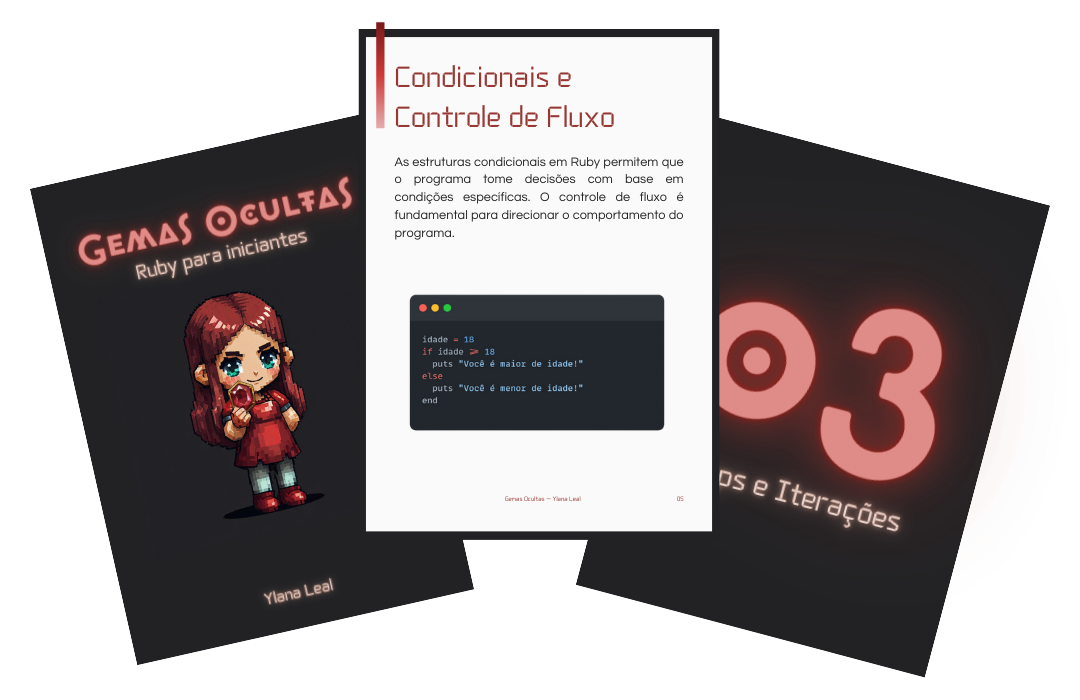 GEMAS OCULTAS
Ruby para iniciantes
Ylana Leal
Condicionais e
Controle de Fluxo
As estruturas condicionais em Ruby permitem que
o programa tome decisões com base em
condições específicas. O controle de fluxo é
fundamental para direcionar o comportamento do
programa.
idade = 18
if idade >= 18
  puts "Você é maior de idade!"
else
  puts "Você é menor de idade!"
end
Gemas Ocultas — Ylana Leal 05
03
e Iterações